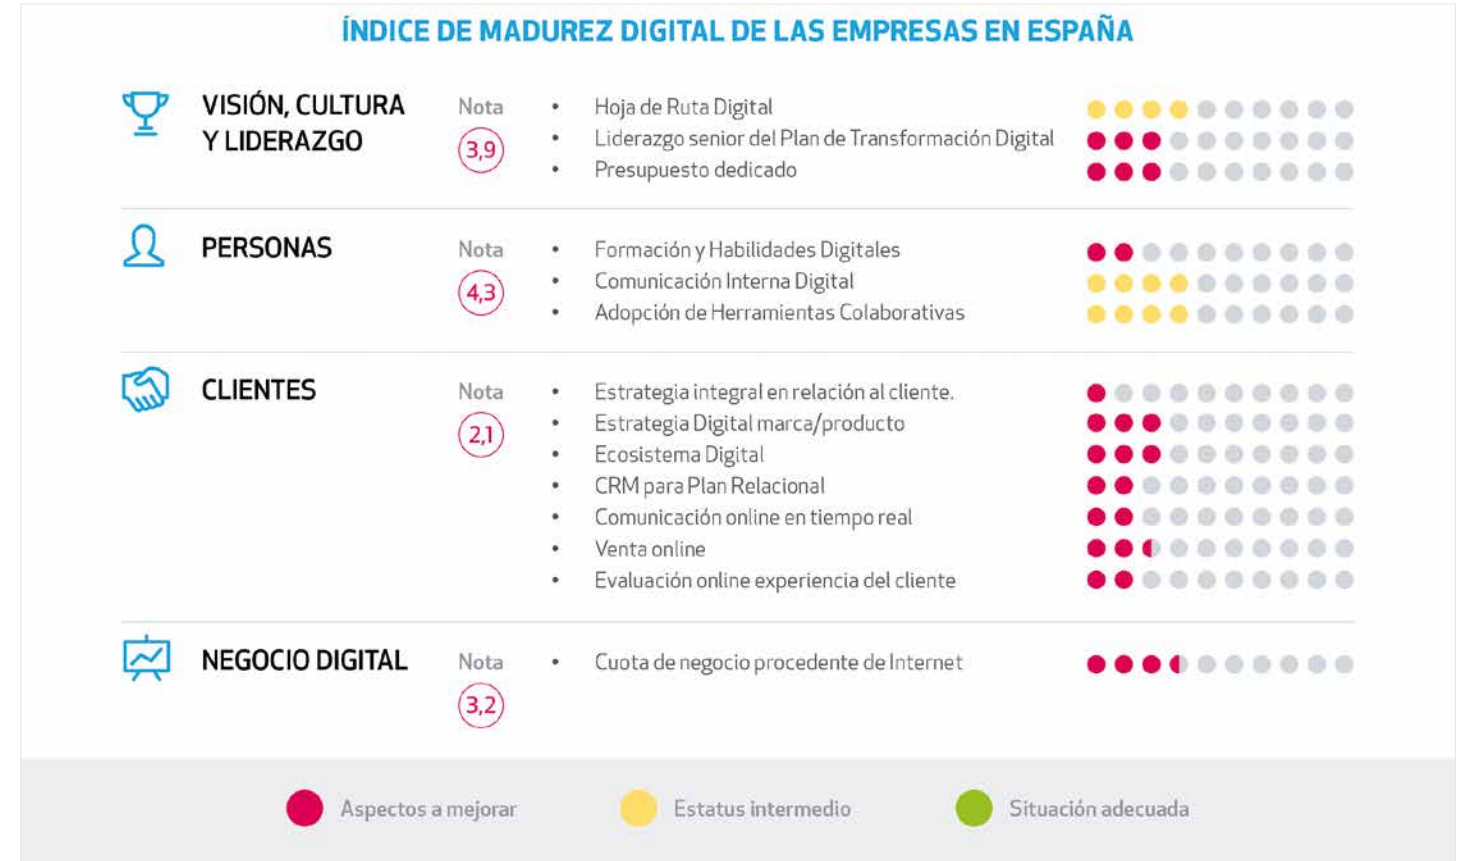 ÍNDICE DE MADUREZ DIGITAL DE LAS EMPRESAS EN ESPAÑA
VISIÓN, CULTURA
Y LIDERAZGO
Nota
3,9
• Hoja de Ruta Digital
• Liderazgo senior del Plan de Transformación Digital
• Presupuesto dedicado
PERSONAS
Nota
4,3
• Formación y Habilidades Digitales
• Comunicación Interna Digital
• Adopción de Herramientas Colaborativas
CLIENTES
Nota
2,1
• Estrategia integral en relación al cliente.
• Estrategia Digital marca/producto
• Ecosistema Digital
• CRM para Plan Relacional
• Comunicación online en tiempo real
• Venta online
• Evaluación online experiencia del cliente
NEGOCIO DIGITAL
Nota
3,2
• Cuota de negocio procedente de Internet
Aspectos a mejorar
Estatus intermedio
Situación adecuada